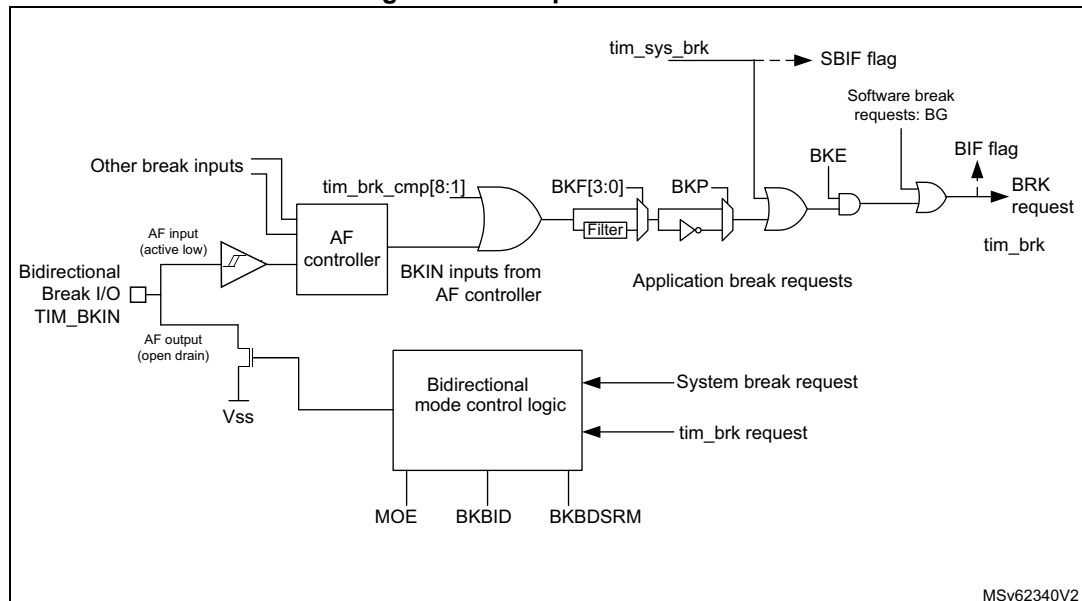 tim_sys_brk
SBIF flag
Software break
requests: BG
BIF flag
BKE
BRK
request
tim_brk
Other break inputs
tim_brk_cmp[8:1]
BKF[3:0]
BKP
Filter
AF
controller
AF input
(active low)
BKIN inputs from
AF controller
Application break requests
Bidirectional
Break I/O
TIM_BKIN
AF output
(open drain)
Vss
Bidirectional
mode control logic
System break request
tim_brk request
MOE
BKBID
BKBDSRM
MSv62340V2